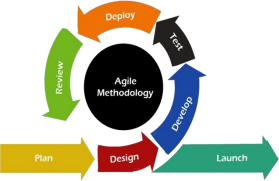 Deploy
Test
Review
Agile
Methodology
Develop
Plan
Design
Launch